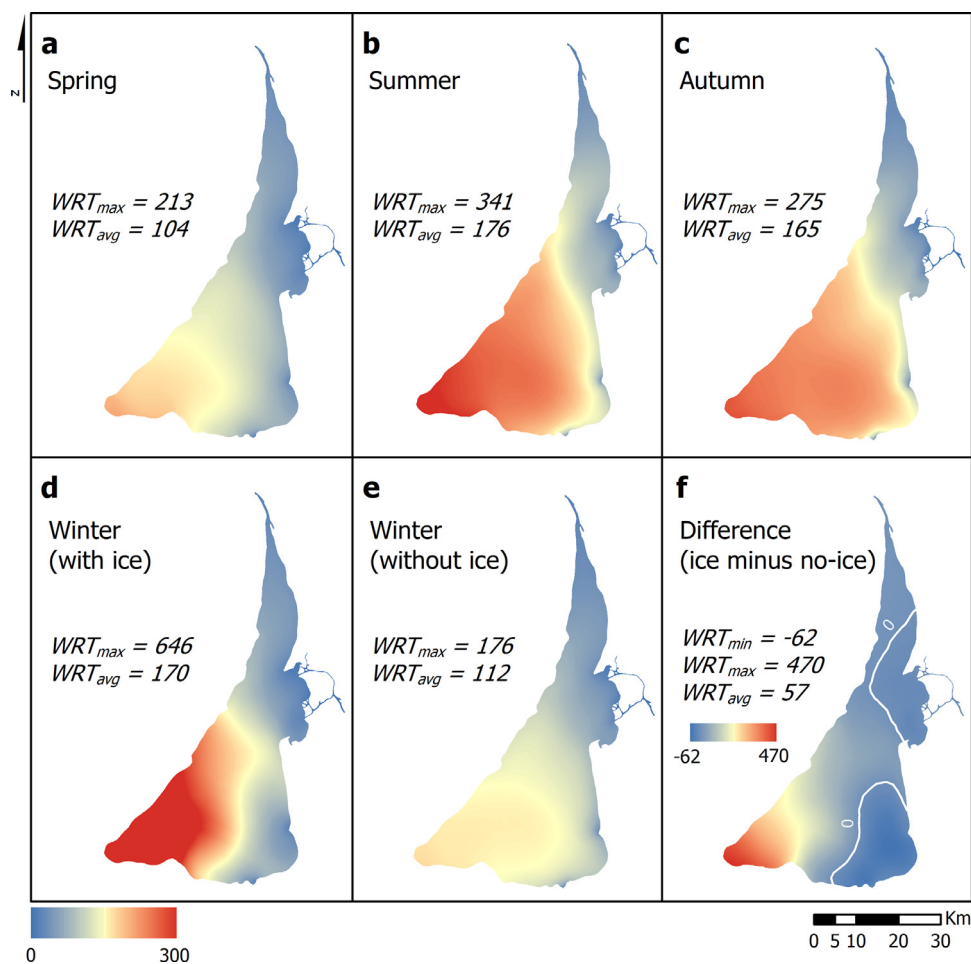 a
Spring
WRTmax = 213
WRTavg = 104
b
Summer
WRTmax = 341
WRTavg = 176
c
Autumn
WRTmax = 275
WRTavg = 165
z
d
Winter
(with ice)
WRTmax = 646
WRTavg = 170
e
Winter
(without ice)
WRTmax = 176
WRTavg = 112
f
Difference
(ice minus no-ice)
WRTmin = -62
WRTmax = 470
WRTavg = 57
-62 470
0
0
0 300
Km
0 5 10 20 30